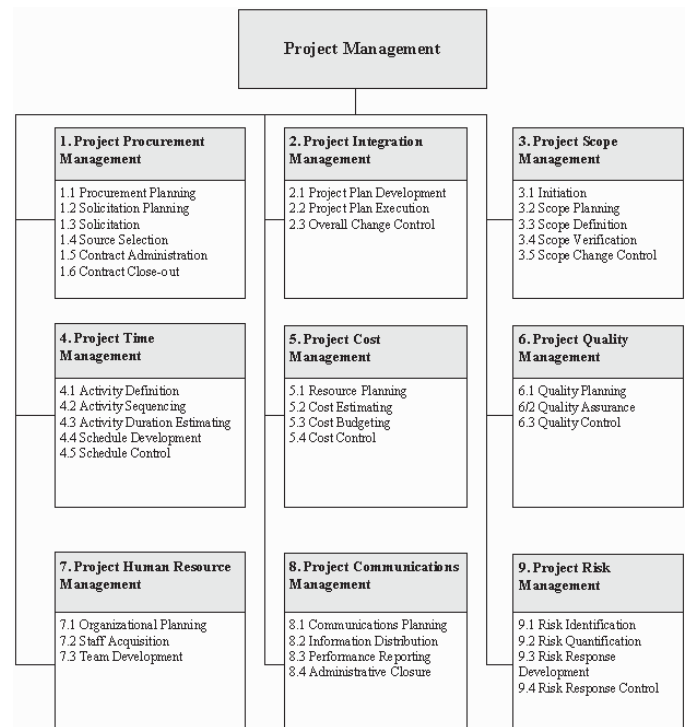 Project Management
1. Project Procurement
Management
1.1 Procurement Planning
1.2 Solicitation Planning
1.3 Solicitation
1.4 Source Selection
1.5 Contract Administration
1.6 Contract Close-out
2. Project Integration
Management
2.1 Project Plan Development
2.2 Project Plan Execution
2.3 Overall Change Control
3. Project Scope
Management
3.1 Initiation
3.2 Scope Planning
3.3 Scope Definition
3.4 Scope Verification
3.5 Scope Change Control
4. Project Time
Management
4.1 Activity Definition
4.2 Activity Sequencing
4.3 Activity Duration Estimating
4.4 Schedule Development
4.5 Schedule Control
5. Project Cost
Management
5.1 Resource Planning
5.2 Cost Estimating
5.3 Cost Budgeting
5.4 Cost Control
6. Project Quality
Management
6.1 Quality Planning
6/2 Quality Assurance
6.3 Quality Control
7. Project Human Resource
Management
7.1 Organizational Planning
7.2 Staff Acquisition
7.3 Team Development
8. Project Communications
Management
8.1 Communications Planning
8.2 Information Distribution
8.3 Performance Reporting
8.4 Administrative Closure
9. Project Risk
Management
9.1 Risk Identification
9.2 Risk Quantification
9.3 Risk Response
Development
9.4 Risk Response Control